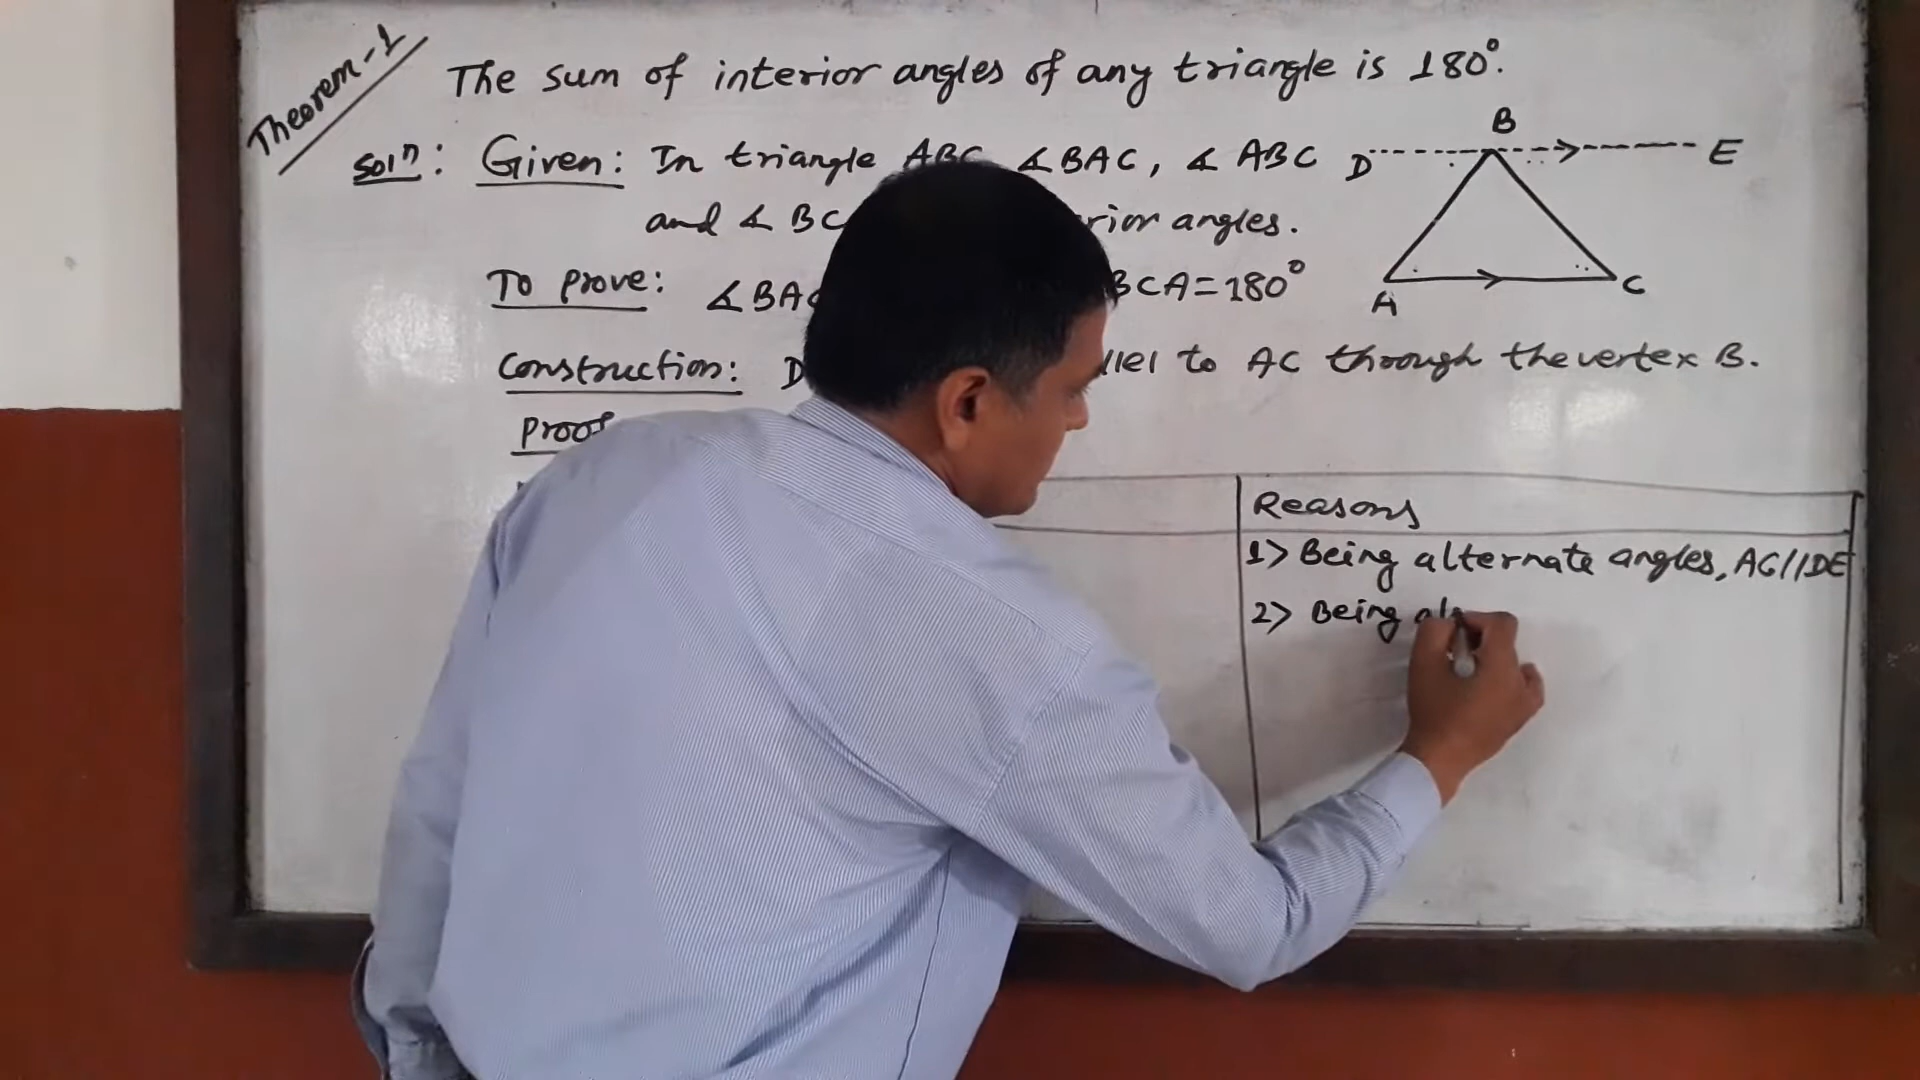 Theorem-1
The sum of interior angles of any triangle is 180°.
Solⁿ: Given: In triangle ABC, ∡BAC, ∡ABC
and ∡BC rior angles.
To prove: ∡BAC BCA=180°
Construction: D llel to AC through the vertex B.
Proof
B
D
E
A
C
Reasons
1> Being alternate angles, AC//DE
2> Being al